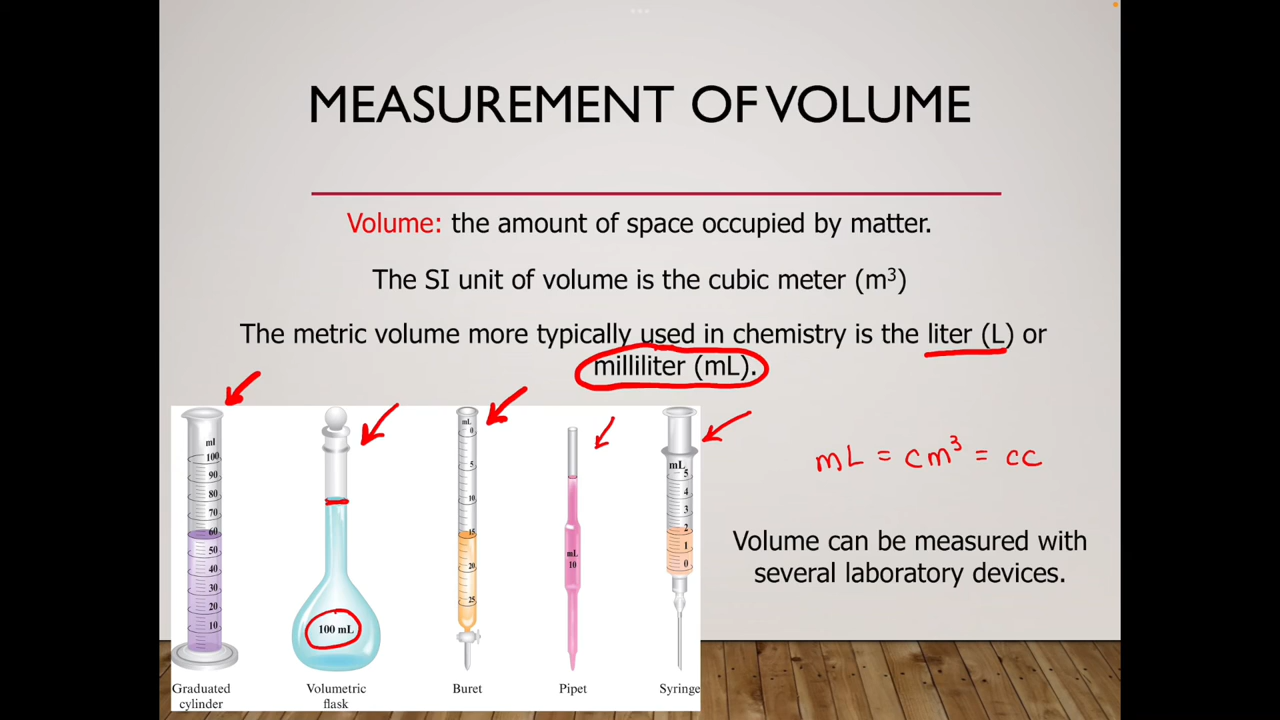 MEASUREMENT OF VOLUME
Volume: the amount of space occupied by matter.
The SI unit of volume is the cubic meter (m³)
The metric volume more typically used in chemistry is the liter (L) or
milliliter (mL).
mL = cm³ = cc
Volume can be measured with
several laboratory devices.
ml
100
90
80
70
60
50
40
30
20
10
Graduated
cylinder
100 mL
Volumetric
flask
mL
0
5
10
15
20
25
Buret
mL
10
Pipet
mL
5
4
3
2
1
0
Syringe